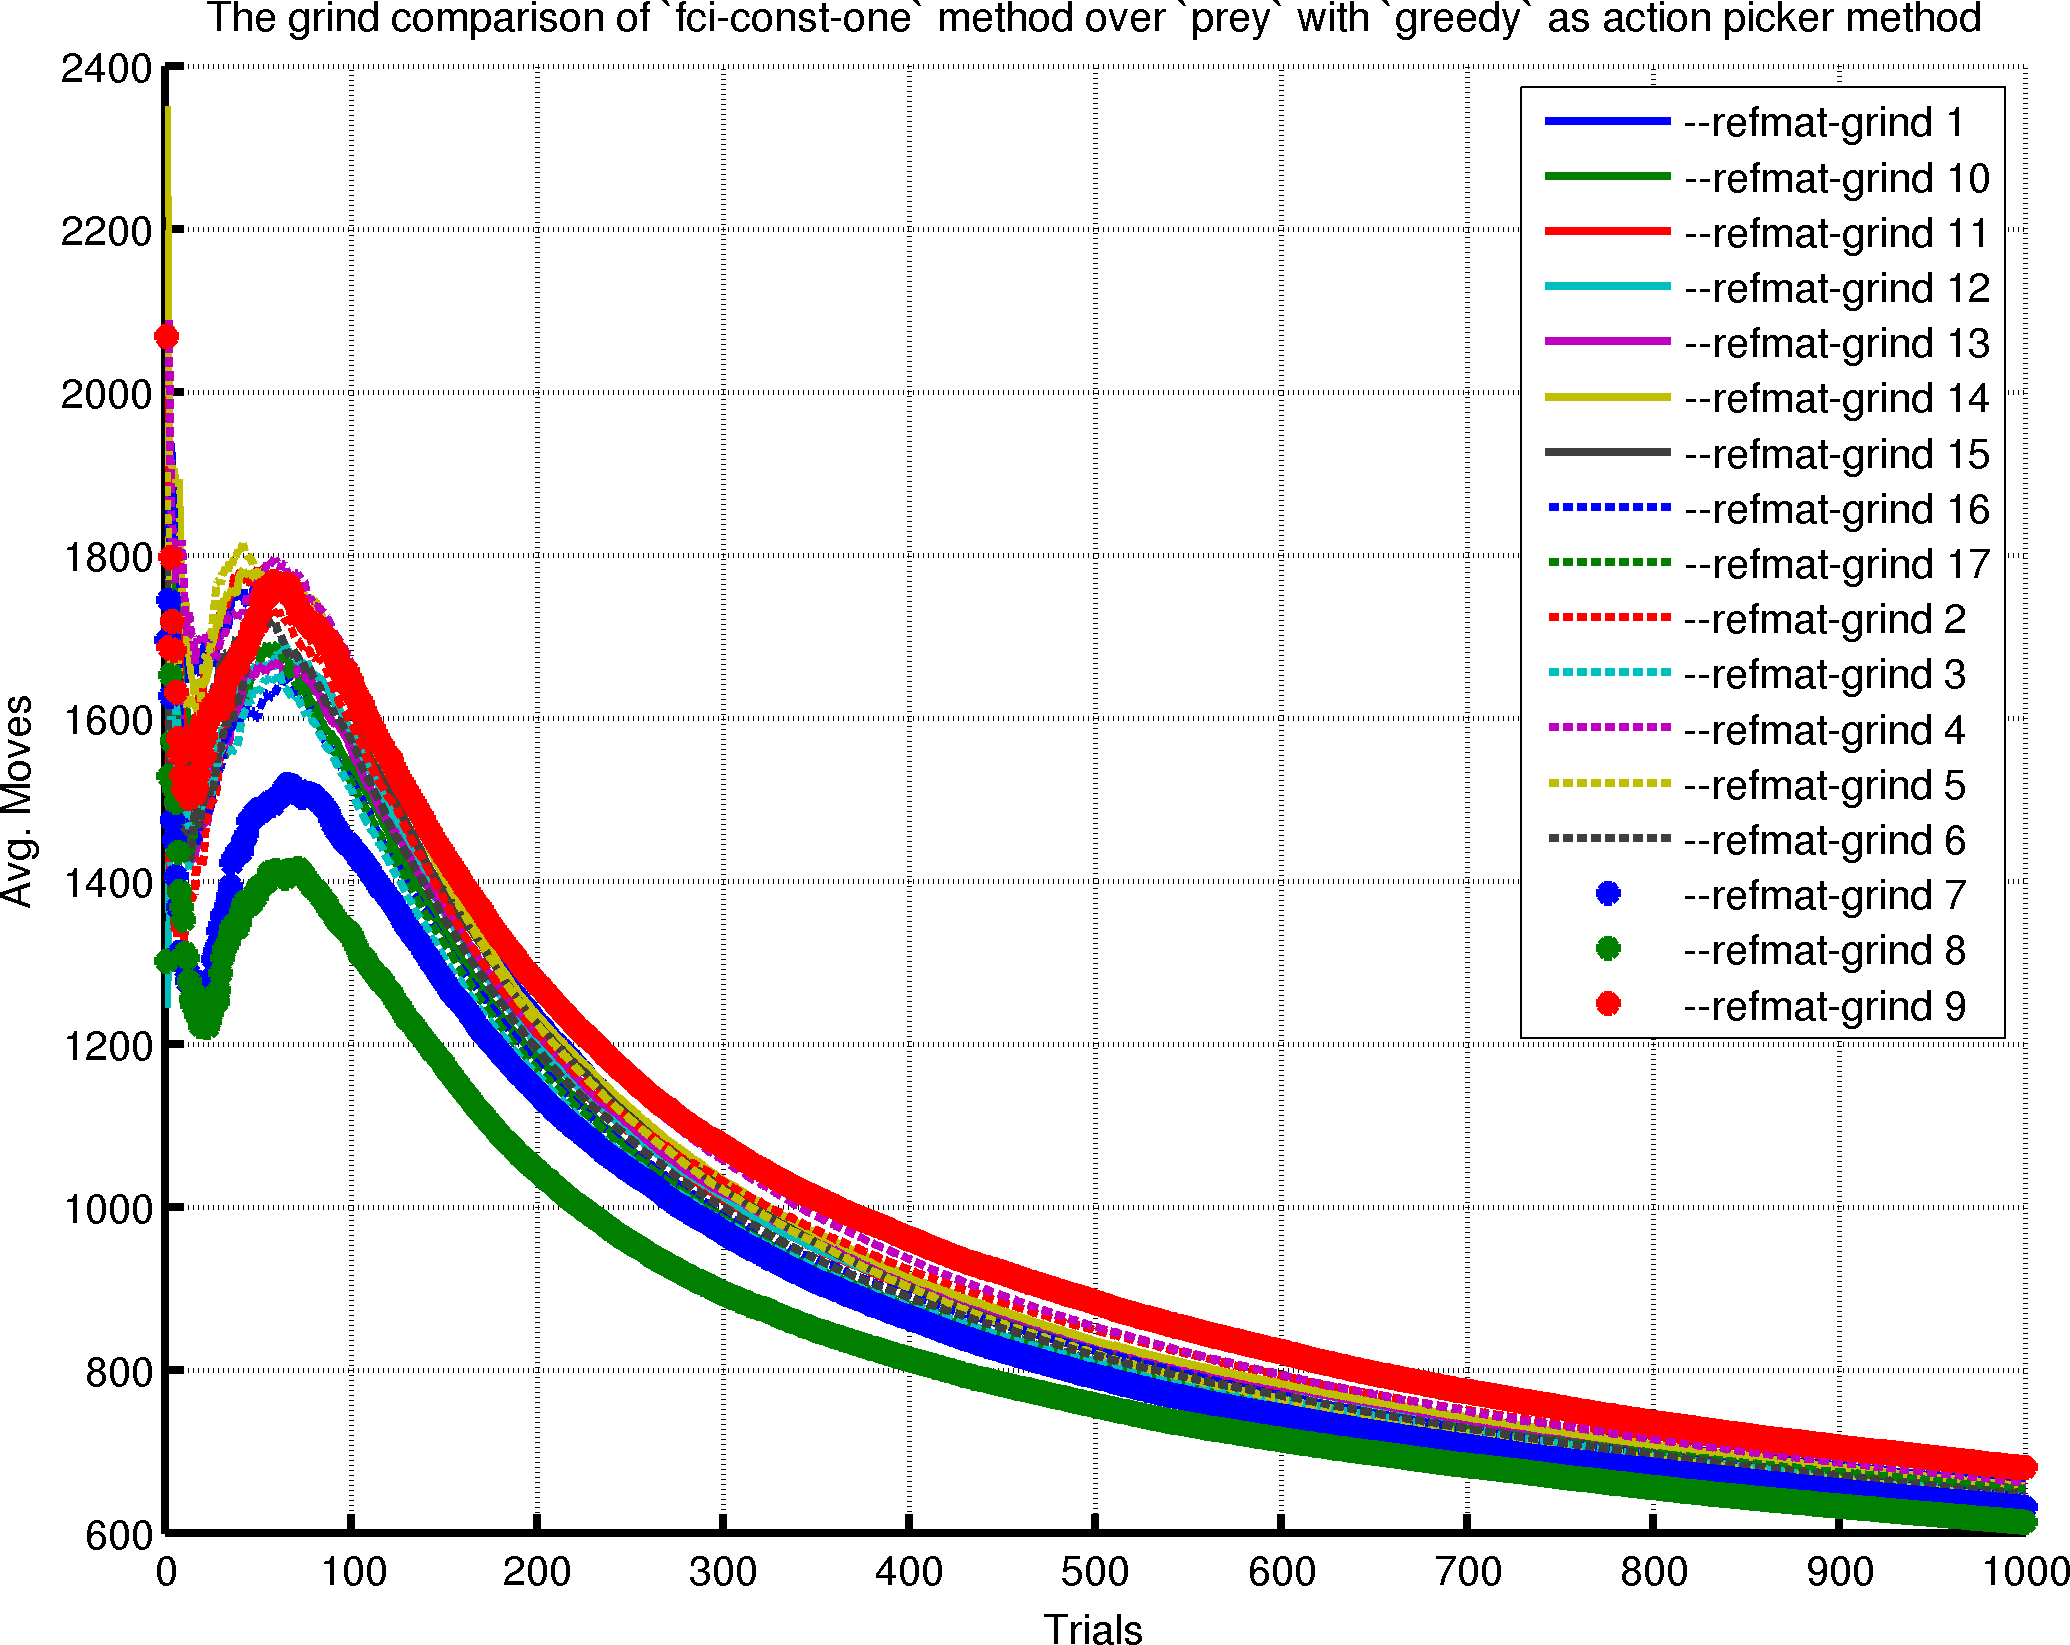 The grind comparison of `fci-const-one` method over `prey` with `greedy` as action picker method
2400
2200
2000
1800
1600
1400
1200
1000
800
600
Avg. Moves
0 100 200 300 400 500 600 700 800 900 1000
Trials
--refmat-grind 1
--refmat-grind 10
--refmat-grind 11
--refmat-grind 12
--refmat-grind 13
--refmat-grind 14
--refmat-grind 15
--refmat-grind 16
--refmat-grind 17
--refmat-grind 2
--refmat-grind 3
--refmat-grind 4
--refmat-grind 5
--refmat-grind 6
--refmat-grind 7
--refmat-grind 8
--refmat-grind 9